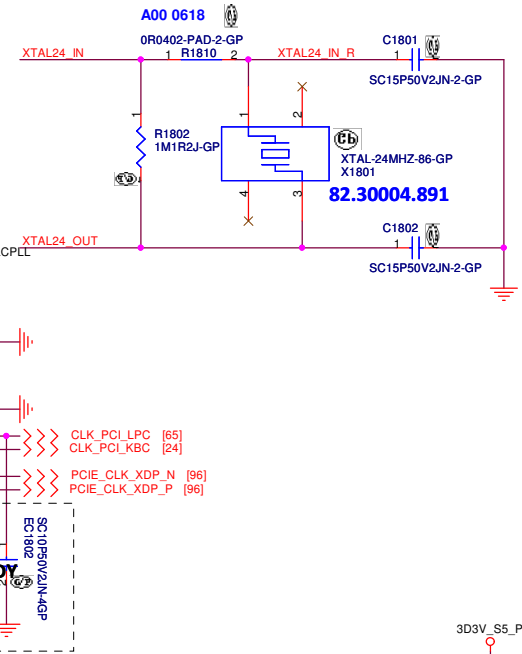 A00 0618
0R0402-PAD-2-GP
C1801
XTAL24_IN
1
R1810
2
XTAL24_IN_R
1
SC15P50V2JN-2-GP
1
1
2
R1802
1M1R2J-GP
Cb
XTAL-24MHZ-86-GP
X1801
4
3
82.30004.891
C1802
XTAL24_OUT
1
CPLL
SC15P50V2JN-2-GP
CLK_PCI_LPC [65]
CLK_PCI_KBC [24]
PCIE_CLK_XDP_N [96]
PCIE_CLK_XDP_P [96]
SC10P50V2JN-4GP
EC1802
3D3V_S5_P